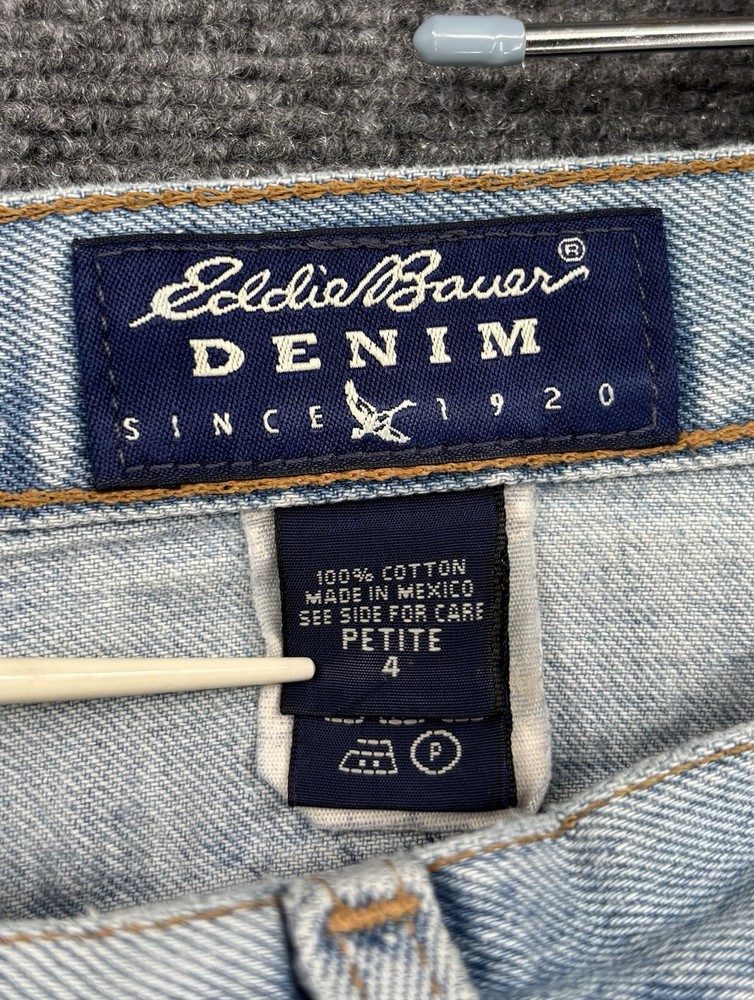 Eddie Bauer ®
DENIM
SINCE 1920
100% COTTON
MADE IN MEXICO
SEE SIDE FOR CARE
PETITE
4
P